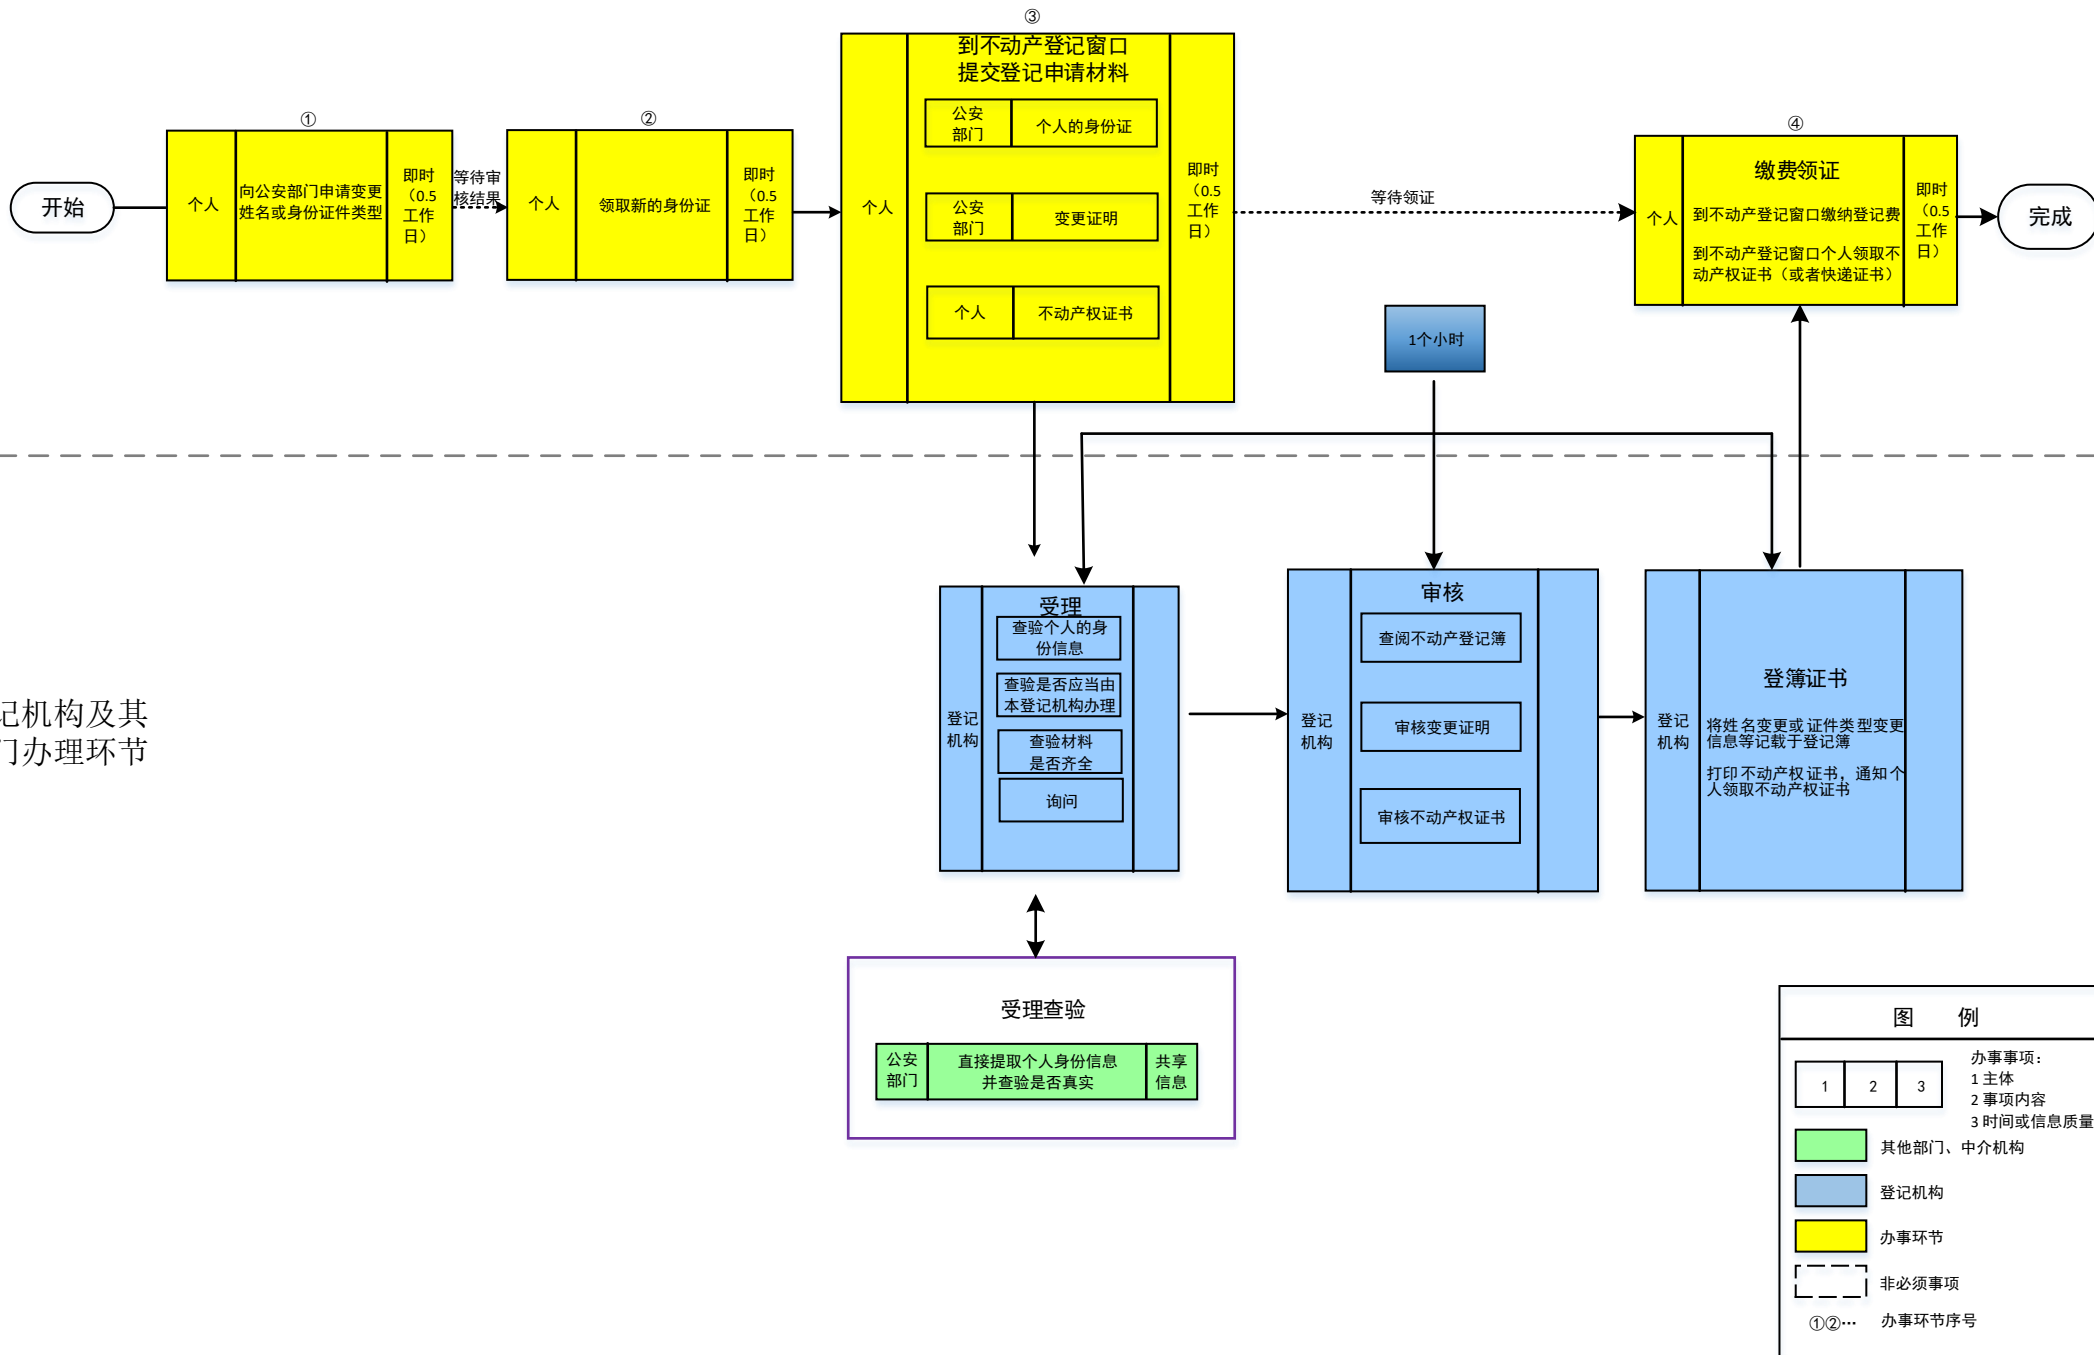 ③
到不动产登记窗口
提交登记申请材料
公安
部门
个人的身份证
公安
部门
变更证明
个人
不动产权证书
个人
即时
（0.5
工作
日）
①
个人
向公安部门申请变更
姓名或身份证件类型
即时
（0.5
工作
日）
等待审
核结果
②
个人
领取新的身份证
即时
（0.5
工作
日）
开始
等待领证
④
个人
缴费领证
到不动产登记窗口缴纳登记费
到不动产登记窗口个人领取不
动产权证书（或者快递证书）
即时
（0.5
工作
日）
完成
1个小时
记机构及其
门办理环节
登记
机构
受理
查验个人的身
份信息
查验是否应当由
本登记机构办理
查验材料
是否齐全
询问
登记
机构
审核
查阅不动产登记簿
审核变更证明
审核不动产权证书
登记
机构
登簿证书
将姓名变更或证件类型变更
信息等记载于登记簿
打印不动产权证书，通知个
人领取不动产权证书
受理查验
公安
部门
直接提取个人身份信息
并查验是否真实
共享
信息
图 例
1 2 3
办事事项：
1 主体
2 事项内容
3 时间或信息质量
其他部门、中介机构
登记机构
办事环节
非必须事项
①②… 办事环节序号